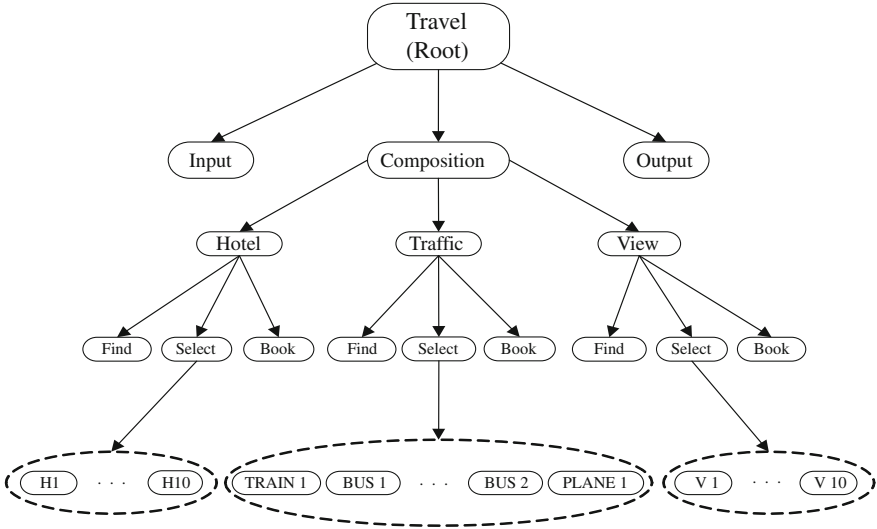 Travel
(Root)
Input
Composition
Output
Hotel
Traffic
View
Find
Select
Book
Find
Select
Book
Find
Select
Book
H1 · · · H10
TRAIN 1 BUS 1 · · · BUS 2 PLANE 1
V 1 · · · V 10